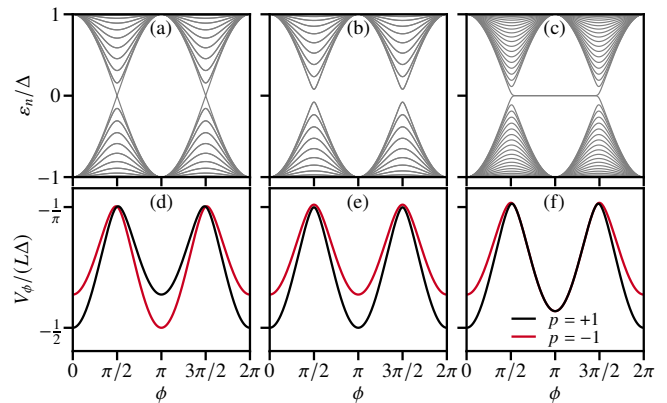 (a) (b) (c)
1
0
−1
ε_n/Δ
(d) (e) (f)
−1/π
−1/2
V_ϕ/(LΔ)
p = +1
p = −1
0 π/2 π 3π/2 2π 0 π/2 π 3π/2 2π 0 π/2 π 3π/2 2π
ϕ ϕ ϕ